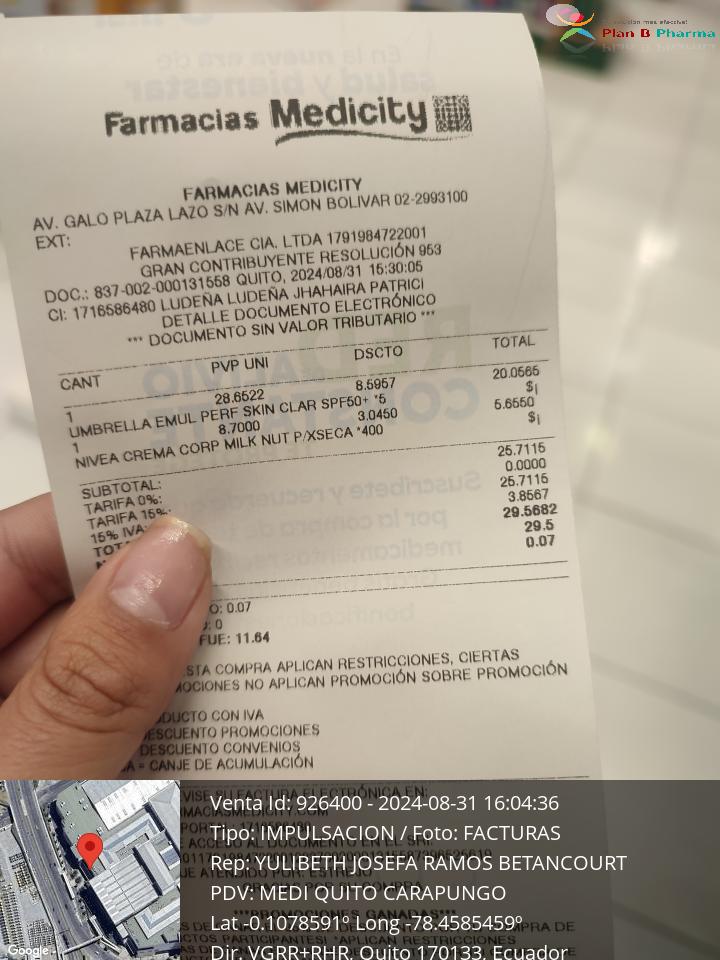 Plan B Pharma
Farmacias Medicity
FARMACIAS MEDICITY
AV. GALO PLAZA LAZO S/N AV. SIMON BOLIVAR 02-2993100
EXT:
FARMAENLACE CIA. LTDA 1791984722001
GRAN CONTRIBUYENTE RESOLUCIÓN 953
DOC.: 837-002-000131558 QUITO, 2024/08/31 15:30:05
CI: 1716586480 LUDEÑA LUDEÑA JHAHAIRA PATRICI
DETALLE DOCUMENTO ELECTRÓNICO
*** DOCUMENTO SIN VALOR TRIBUTARIO ***
CANT PVP UNI DSCTO TOTAL
1 28.6522 8.5957 20.0565
UMBRELLA EMUL PERF SKIN CLAR SPF50+ *5 $¡
1 8.7000 3.0450 5.6550
NIVEA CREMA CORP MILK NUT P/XSECA *400 $¡
SUBTOTAL: 25.7115
TARIFA 0%: 0.0000
TARIFA 15%: 25.7115
15% IVA: 3.8567
29.5682
29.5
0.07
: 0.07
: 0
FUE: 11.64
ESTA COMPRA APLICAN RESTRICCIONES, CIERTAS
NO APLICAN PROMOCIÓN SOBRE PROMOCIÓN
CON IVA
DESCUENTO PROMOCIONES
DESCUENTO CONVENIOS
= CANJE DE ACUMULACIÓN
Venta Id: 926400 - 2024-08-31 16:04:36
Tipo: IMPULSACION / Foto: FACTURAS
Rep: YULIBETH JOSEFA RAMOS BETANCOURT
PDV: MEDI QUITO CARAPUNGO
Lat -0.1078591º Long -78.4585459º
Dir. VGRR+RHR, Quito 170133, Ecuador
Google